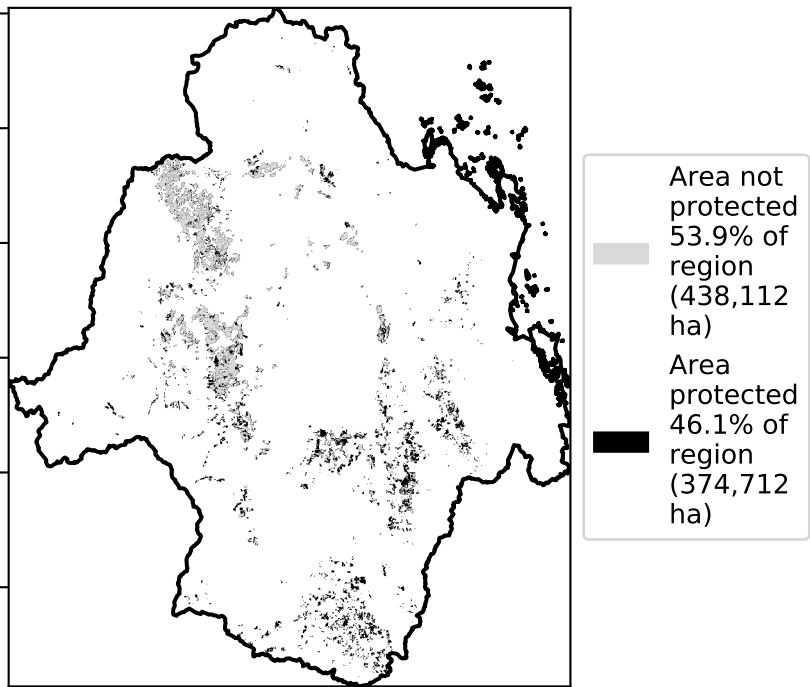 Area not
protected
53.9% of
region
(438,112
ha)
Area
protected
46.1% of
region
(374,712
ha)